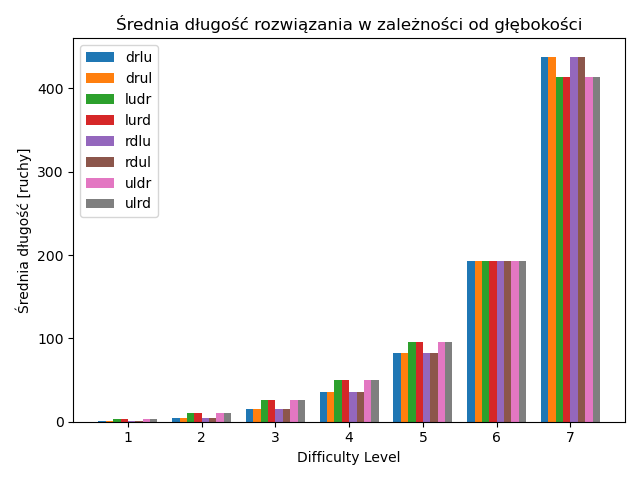 Średnia długość rozwiązania w zależności od głębokości
drlu
drul
ludr
lurd
rdlu
rdul
uldr
ulrd
Średnia długość [ruchy]
400
300
200
100
0
1 2 3 4 5 6 7
Difficulty Level